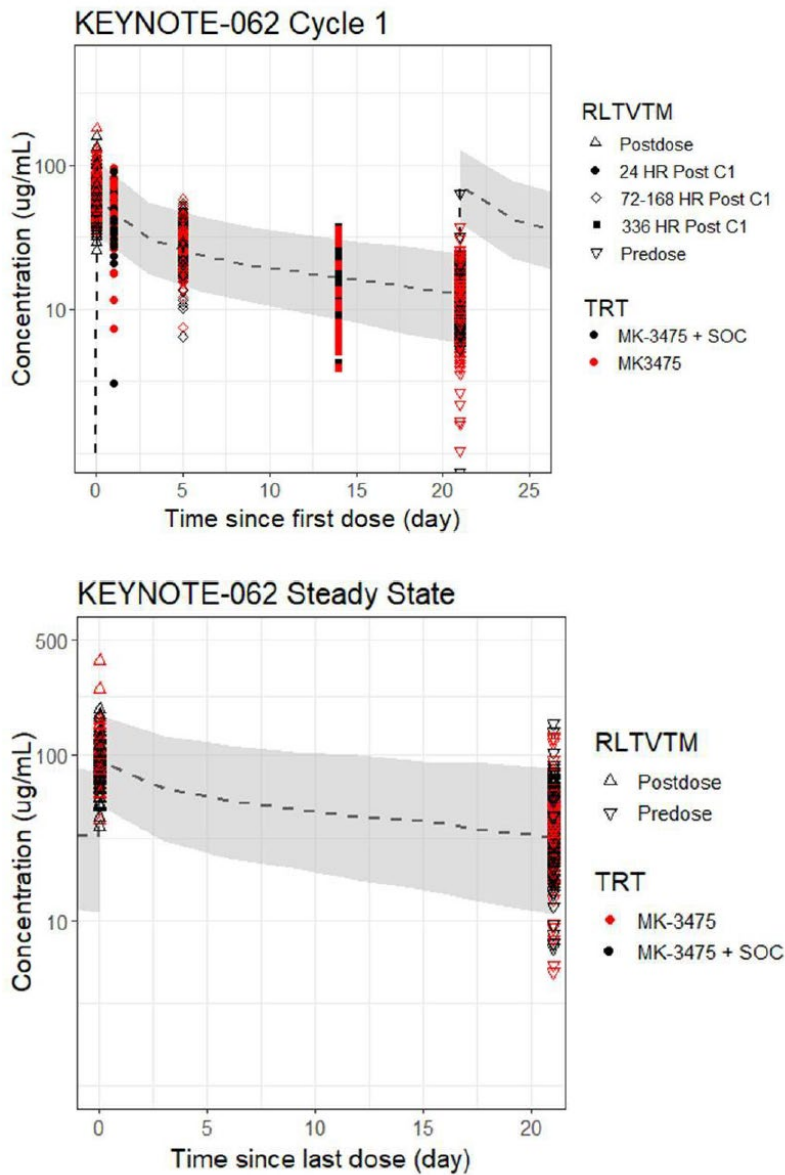 KEYNOTE-062 Cycle 1
Concentration (ug/mL)
100
10
0 5 10 15 20 25
Time since first dose (day)
RLTVTM
Postdose
24 HR Post C1
72-168 HR Post C1
336 HR Post C1
Predose
TRT
MK-3475 + SOC
MK3475
KEYNOTE-062 Steady State
Concentration (ug/mL)
500
100
10
0 5 10 15 20
Time since last dose (day)
RLTVTM
Postdose
Predose
TRT
MK-3475
MK-3475 + SOC